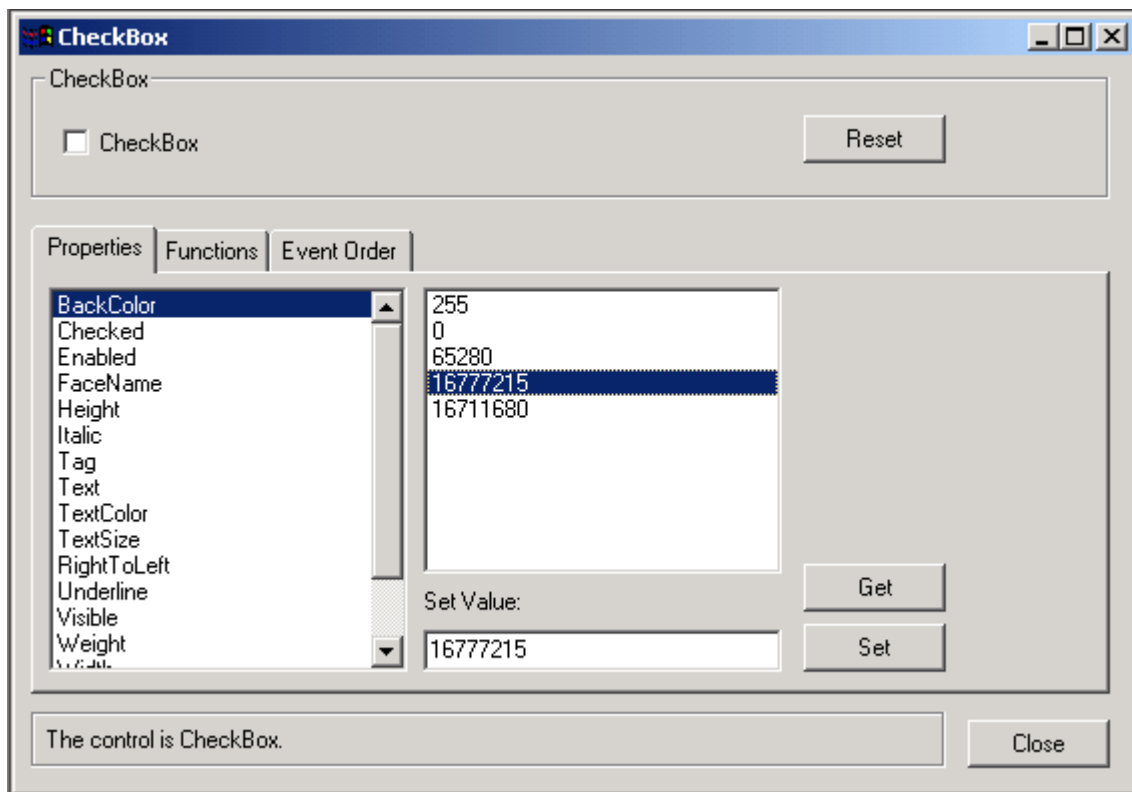 CheckBox
CheckBox
CheckBox
Reset
Properties
Functions
Event Order
BackColor
Checked
Enabled
FaceName
Height
Italic
Tag
Text
TextColor
TextSize
RightToLeft
Underline
Visible
Weight
Width
255
0
65280
16777215
16711680
Set Value:
16777215
Get
Set
The control is CheckBox.
Close